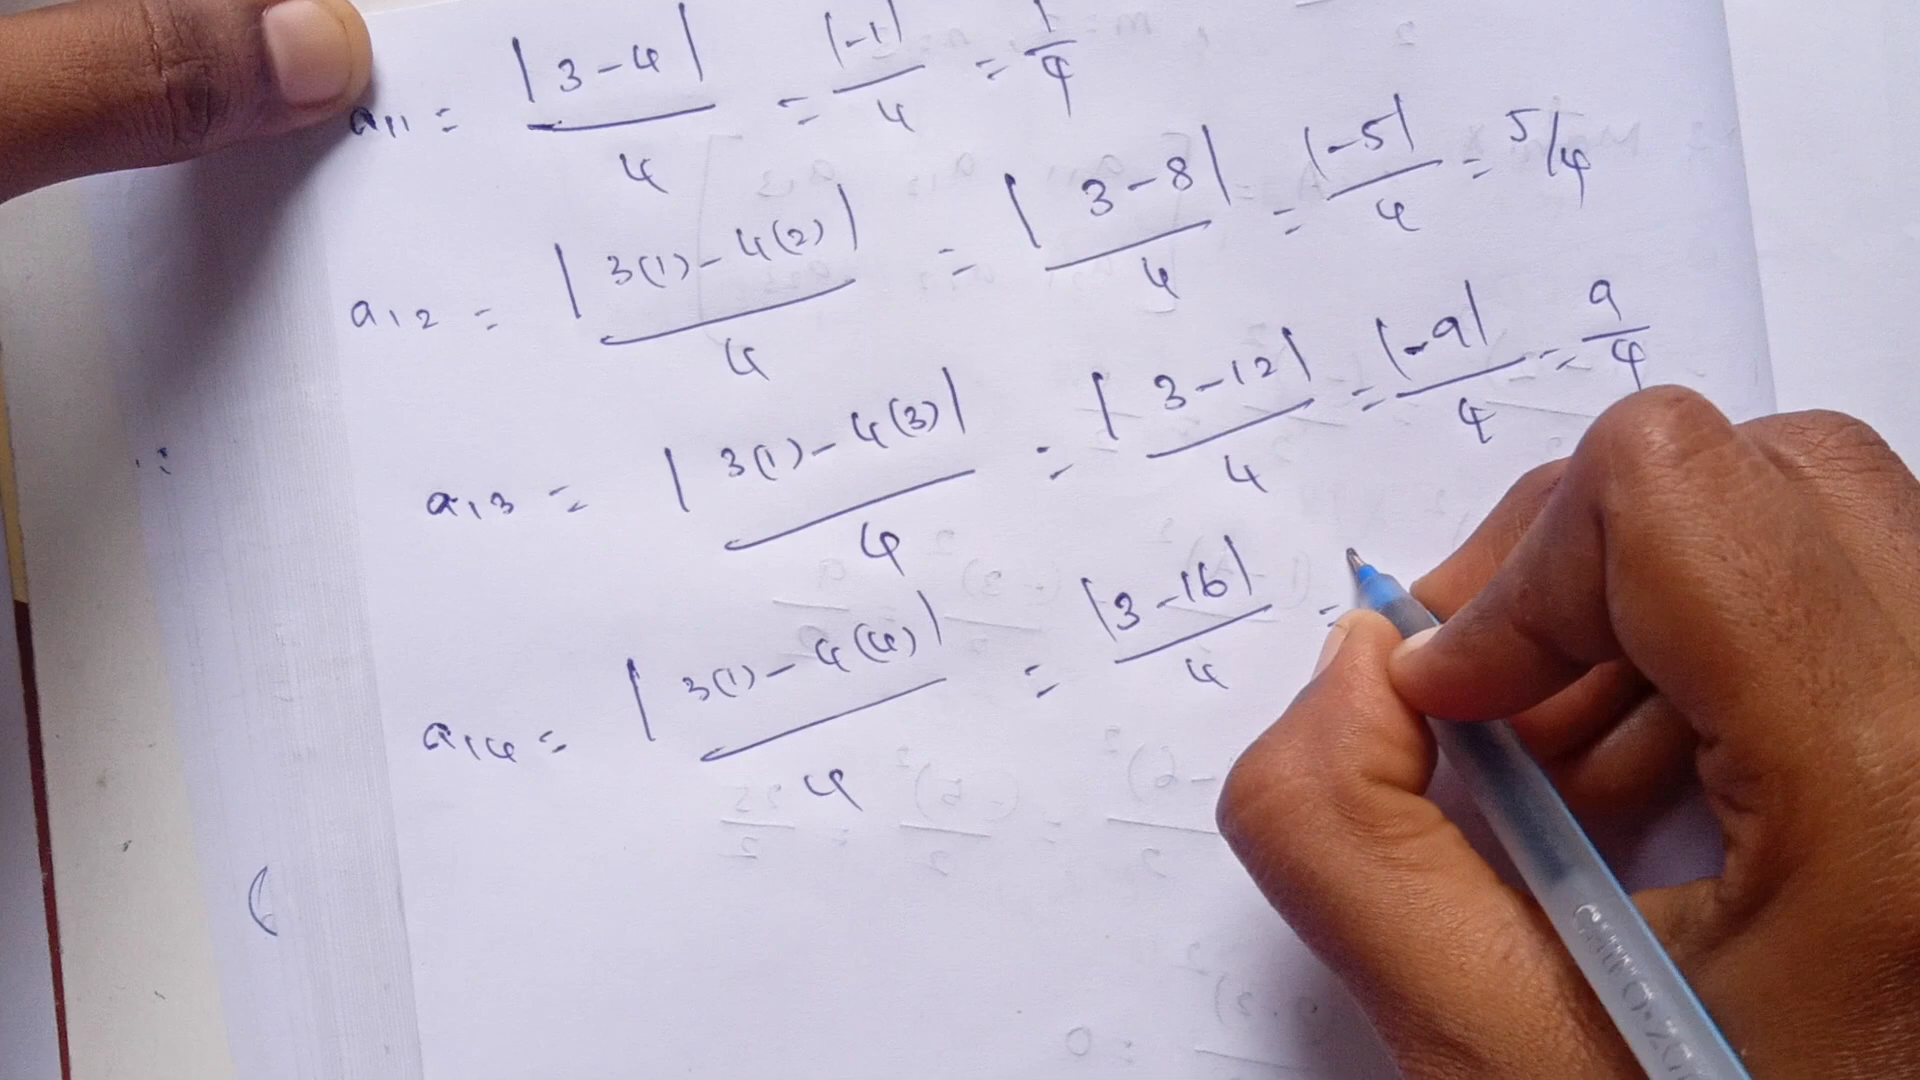 a11 = |3-4|/4 = |-1|/4 = 1/4
a12 = |3(1)-4(2)|/4 = |3-8|/4 = |-5|/4 = 5/4
a13 = |3(1)-4(3)|/4 = |3-12|/4 = |-9|/4 = 9/4
a14 = |3(1)-4(4)|/4 = |3-16|/4 =